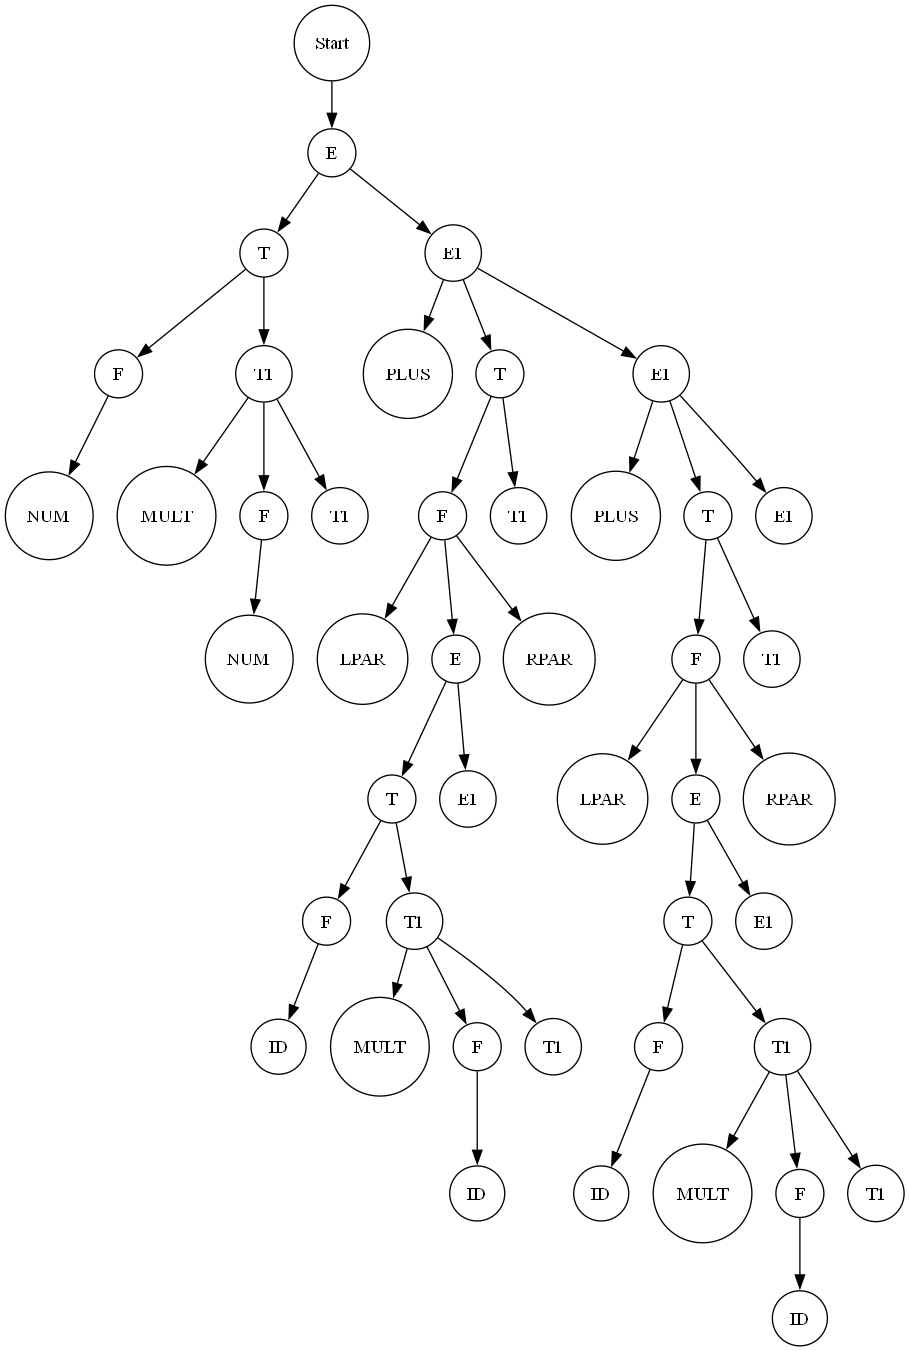 Start
E
T E1
PLUS
F T1 T E1
NUM MULT F T1 F T1 PLUS T E1
NUM LPAR E RPAR F T1
T E1 LPAR E RPAR
F T1 T E1
ID MULT F T1 F T1
ID ID MULT F T1
ID